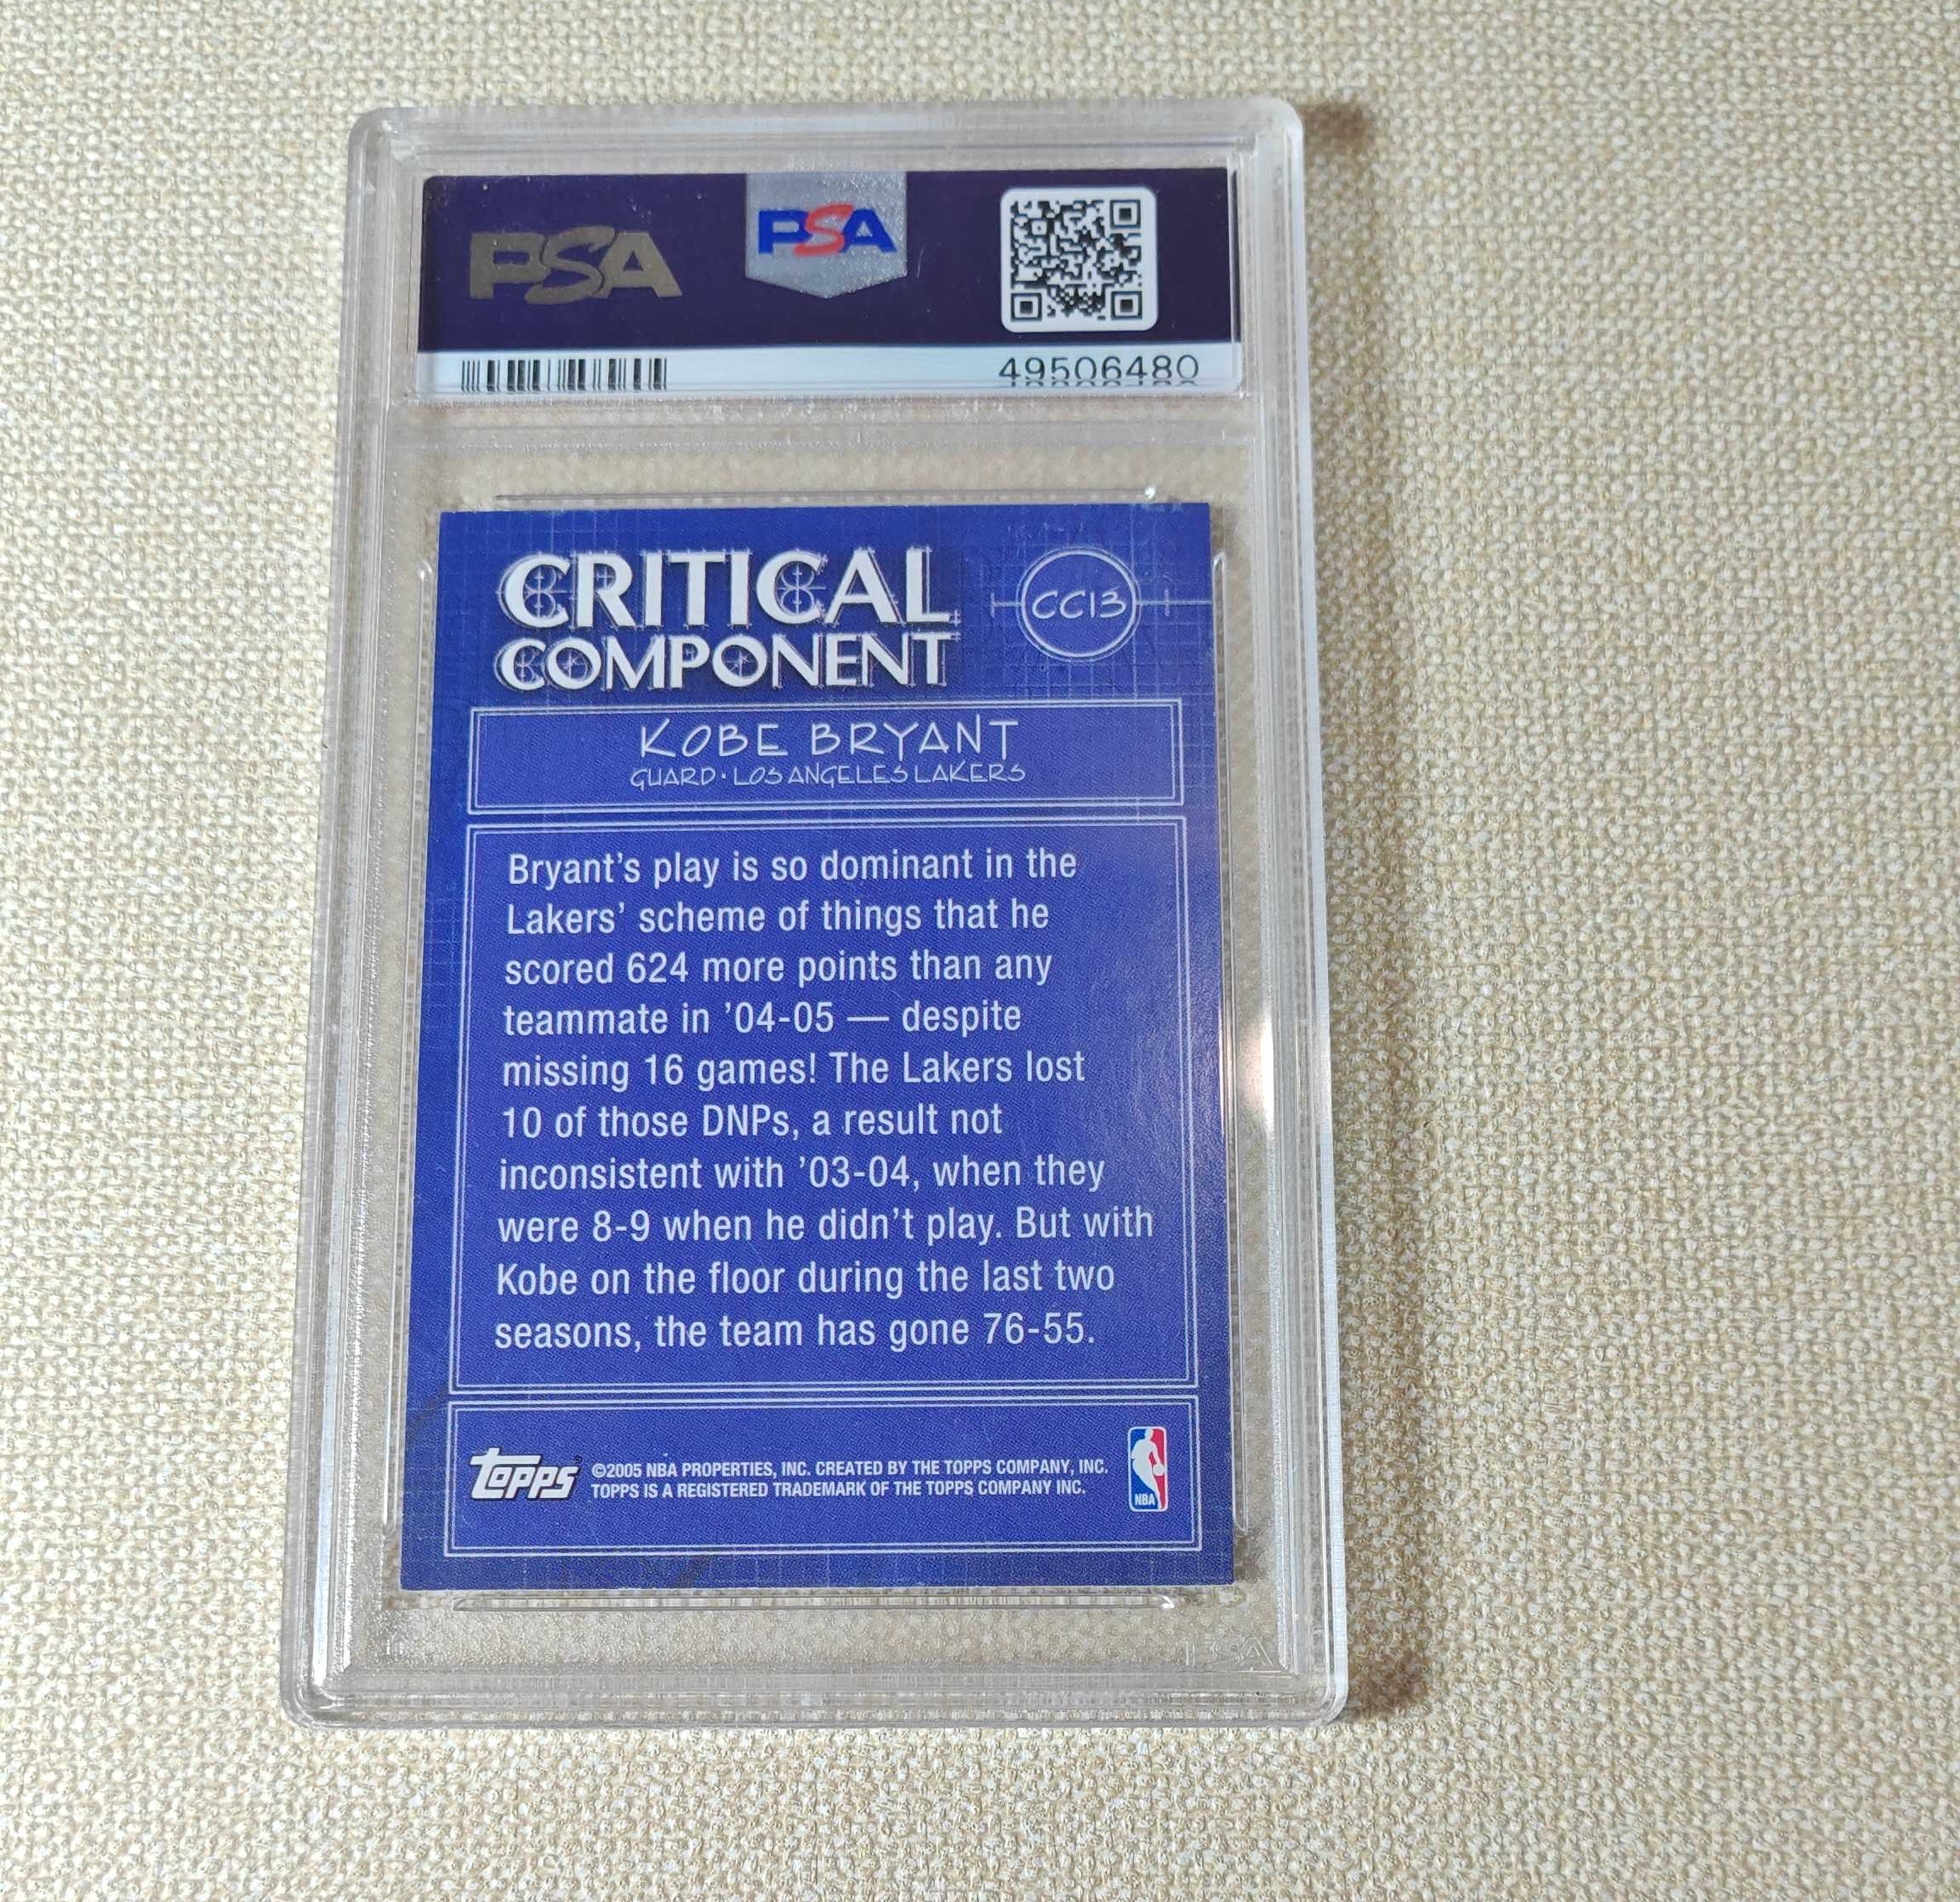 PSA
PSA
49506480
CRITICAL
COMPONENT
CC13
KOBE BRYANT
GUARD · LOS ANGELES LAKERS
Bryant's play is so dominant in the
Lakers' scheme of things that he
scored 624 more points than any
teammate in '04-05 — despite
missing 16 games! The Lakers lost
10 of those DNPs, a result not
inconsistent with '03-04, when they
were 8-9 when he didn't play. But with
Kobe on the floor during the last two
seasons, the team has gone 76-55.
topps
©2005 NBA PROPERTIES, INC. CREATED BY THE TOPPS COMPANY, INC.
TOPPS IS A REGISTERED TRADEMARK OF THE TOPPS COMPANY INC.
NBA
PSA